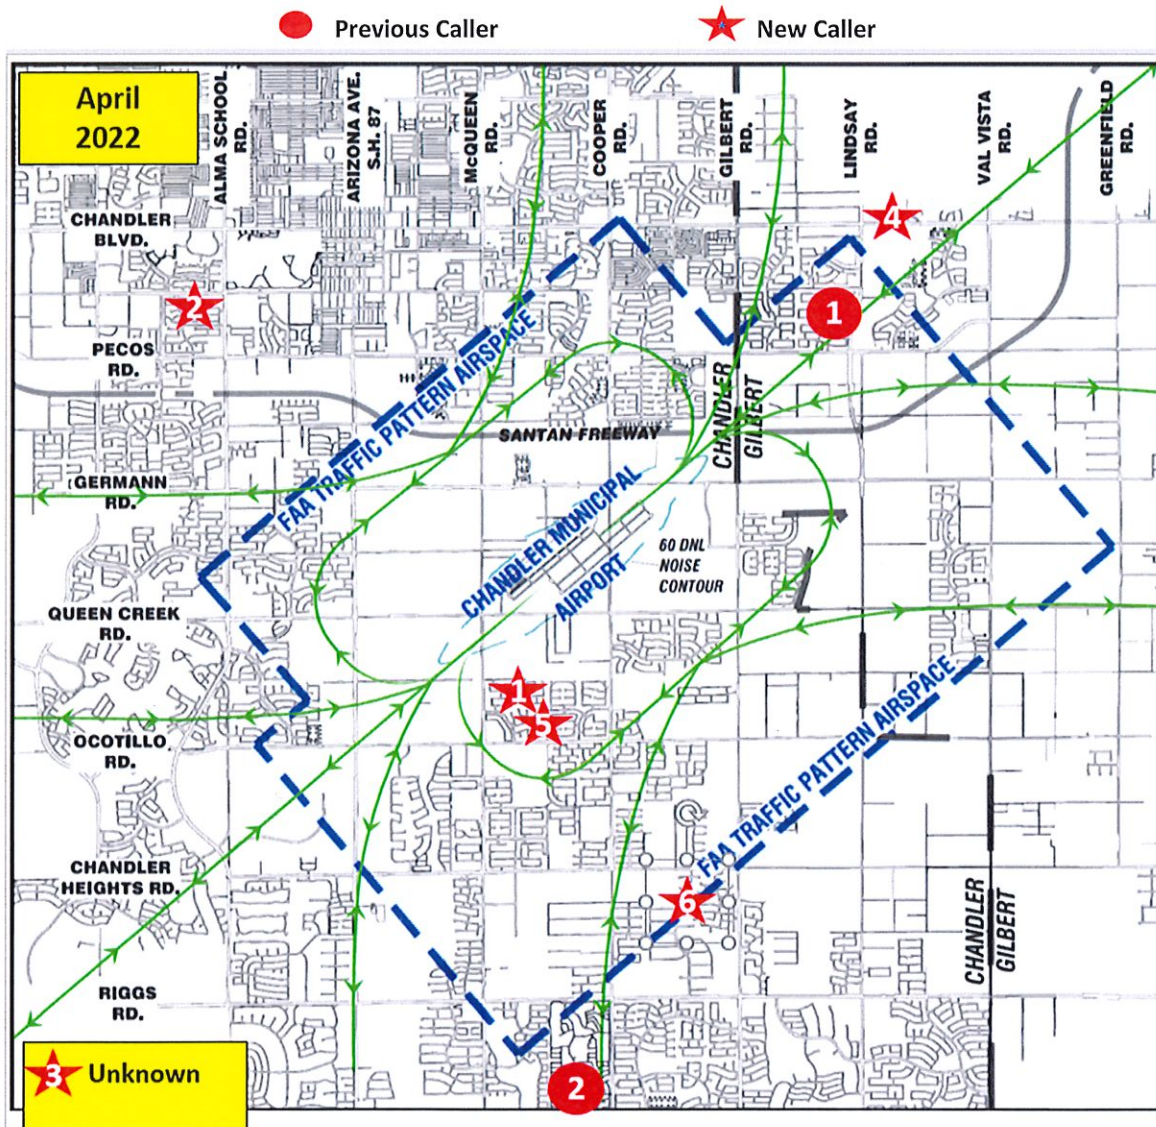 Previous Caller
New Caller
April
2022
ALMA SCHOOL
RD.
ARIZONA AVE.
S.H. 87
McQUEEN
RD.
COOPER
RD.
GILBERT
RD.
LINDSAY
RD.
VAL VISTA
RD.
GREENFIELD
RD.
CHANDLER
BLVD.
4
2
1
PECOS
RD.
FAA TRAFFIC PATTERN AIRSPACE
CHANDLER
GILBERT
SANTAN FREEWAY
GERMANN
RD.
CHANDLER MUNICIPAL
AIRPORT
60 DNL
NOISE
CONTOUR
QUEEN CREEK
RD.
1
5
OCOTILLO
RD.
FAA TRAFFIC PATTERN AIRSPACE
CHANDLER
HEIGHTS RD.
6
CHANDLER
GILBERT
RIGGS
RD.
3 Unknown
2